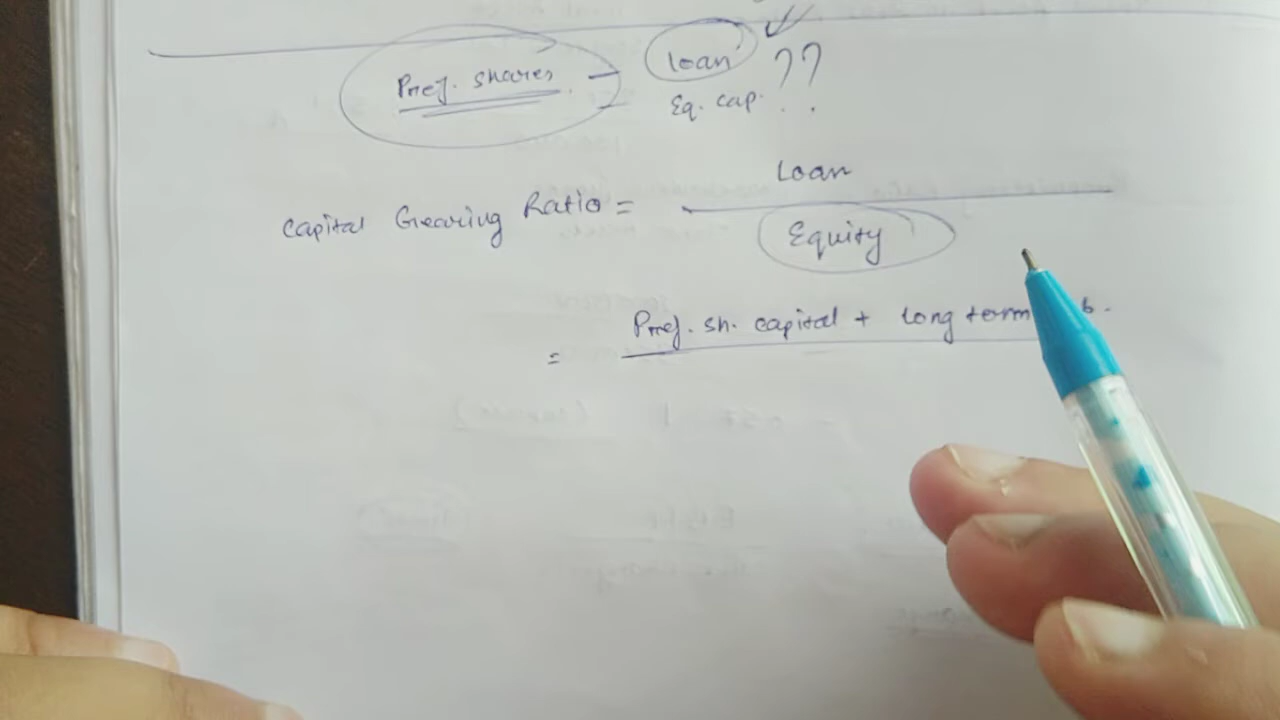 Pref. shares - loan ??
Eq. cap.
Capital Gearing Ratio = Loan
Equity
= Pref. sh. capital + long term